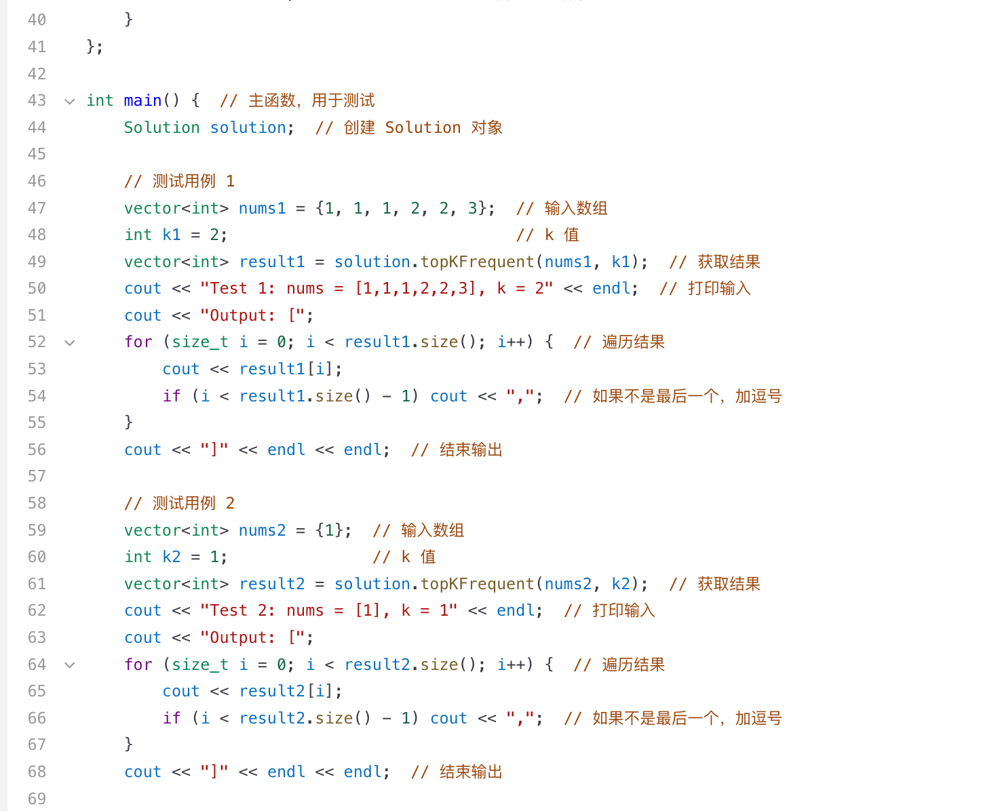 40      }
41  };
42
43  int main() {  // 主函数，用于测试
44      Solution solution;  // 创建 Solution 对象
45
46      // 测试用例 1
47      vector<int> nums1 = {1, 1, 1, 2, 2, 3};  // 输入数组
48      int k1 = 2;                              // k 值
49      vector<int> result1 = solution.topKFrequent(nums1, k1);  // 获取结果
50      cout << "Test 1: nums = [1,1,1,2,2,3], k = 2" << endl;  // 打印输入
51      cout << "Output: [";
52      for (size_t i = 0; i < result1.size(); i++) {  // 遍历结果
53          cout << result1[i];
54          if (i < result1.size() - 1) cout << ",";  // 如果不是最后一个，加逗号
55      }
56      cout << "]" << endl << endl;  // 结束输出
57
58      // 测试用例 2
59      vector<int> nums2 = {1};  // 输入数组
60      int k2 = 1;               // k 值
61      vector<int> result2 = solution.topKFrequent(nums2, k2);  // 获取结果
62      cout << "Test 2: nums = [1], k = 1" << endl;  // 打印输入
63      cout << "Output: [";
64      for (size_t i = 0; i < result2.size(); i++) {  // 遍历结果
65          cout << result2[i];
66          if (i < result2.size() - 1) cout << ",";  // 如果不是最后一个，加逗号
67      }
68      cout << "]" << endl << endl;  // 结束输出
69